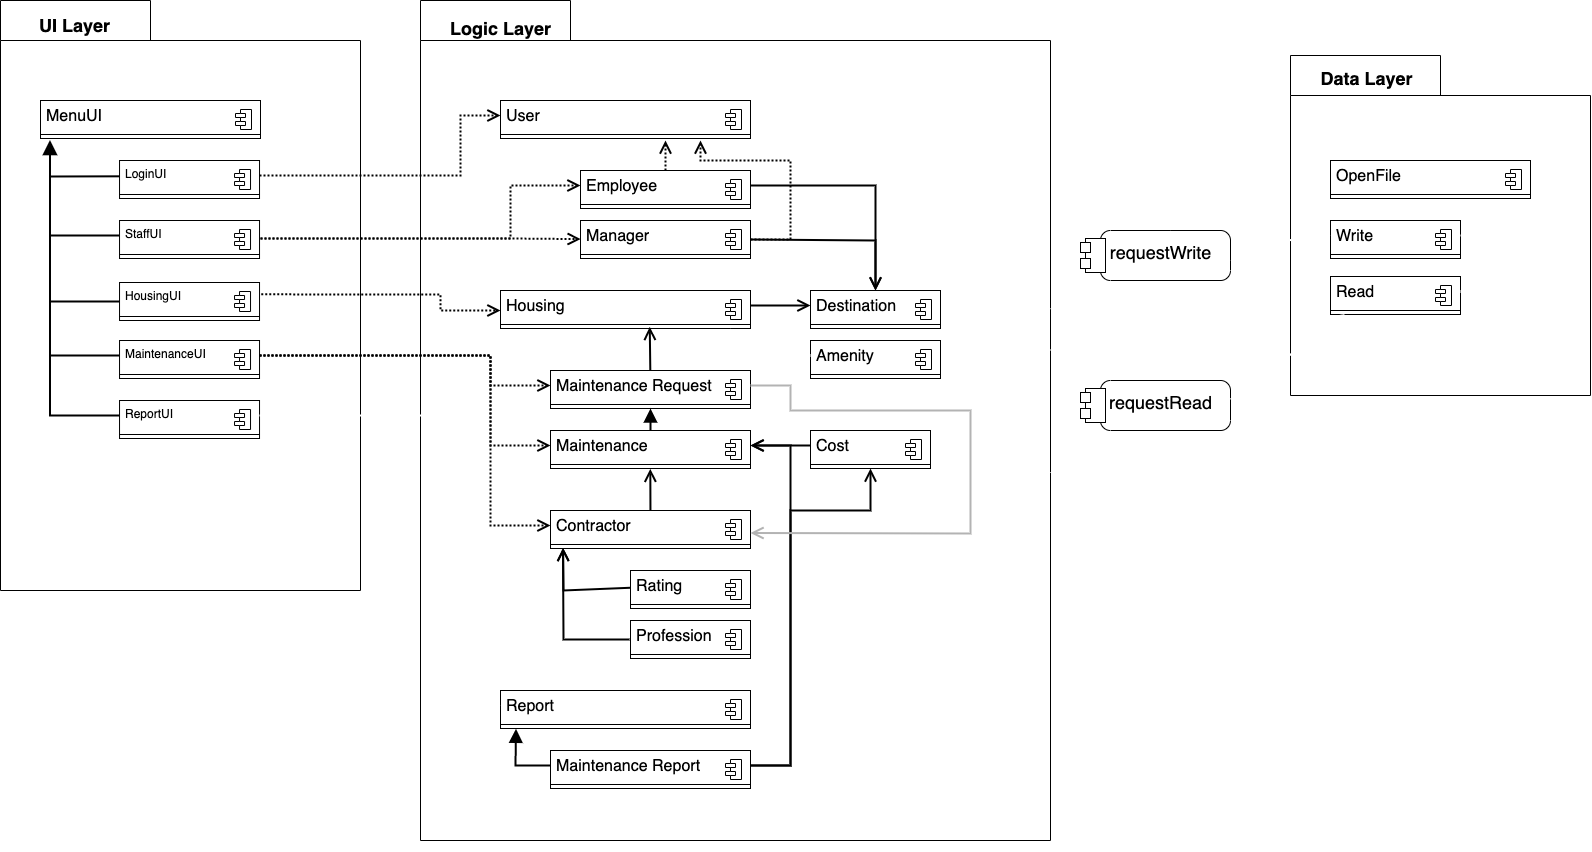 UI Layer
MenuUI
LoginUI
StaffUI
HousingUI
MaintenanceUI
ReportUI
Logic Layer
User
Employee
Manager
Housing
Destination
Amenity
Maintenance Request
Maintenance
Cost
Contractor
Rating
Profession
Report
Maintenance Report
requestWrite
requestRead
Data Layer
OpenFile
Write
Read